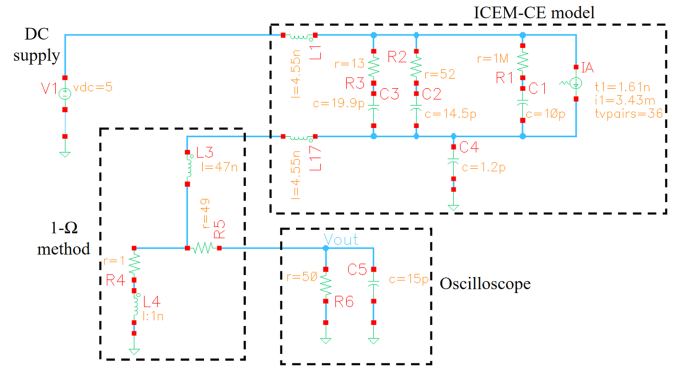 ICEM-CE model
DC
supply
V1
vdc=5
l=4.55n
L1
r=13
R3
C3
c=19.9p
R2
r=52
C2
c=14.5p
r=1M
R1
C1
c=10p
IA
t1=1.61n
i1=3.43m
tvpairs=36
L17
l=4.55n
C4
c=1.2p
L3
l=47n
1-Ω
method
r=49
R5
r=1
R4
L4
l:1n
Vout
r=50
R6
C5
c=15p
Oscilloscope